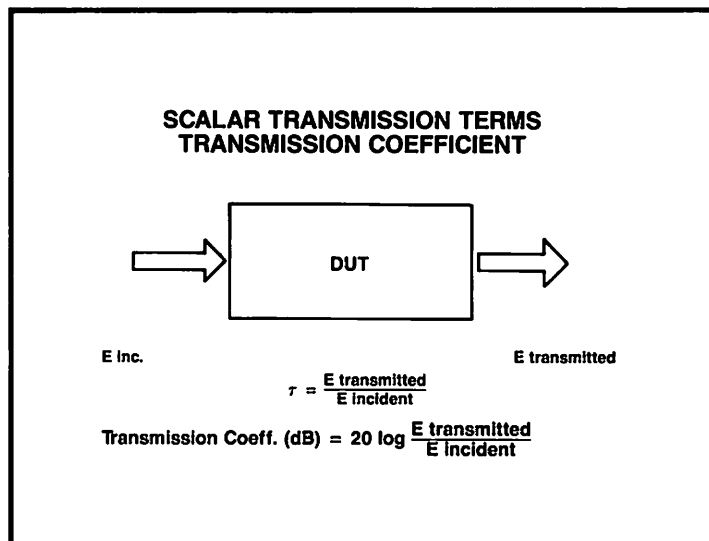 SCALAR TRANSMISSION TERMS
TRANSMISSION COEFFICIENT
DUT
E inc.
E transmitted
τ = E transmitted / E incident
Transmission Coeff. (dB) = 20 log E transmitted / E incident